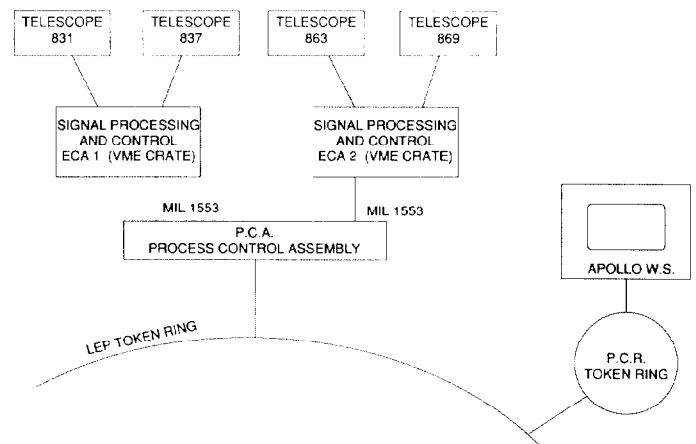 TELESCOPE
831
TELESCOPE
837
TELESCOPE
863
TELESCOPE
869
SIGNAL PROCESSING
AND CONTROL
ECA 1 (VME CRATE)
SIGNAL PROCESSING
AND CONTROL
ECA 2 (VME CRATE)
MIL 1553
MIL 1553
P.C.A.
PROCESS CONTROL ASSEMBLY
APOLLO W.S.
LEP TOKEN RING
P.C.R.
TOKEN RING